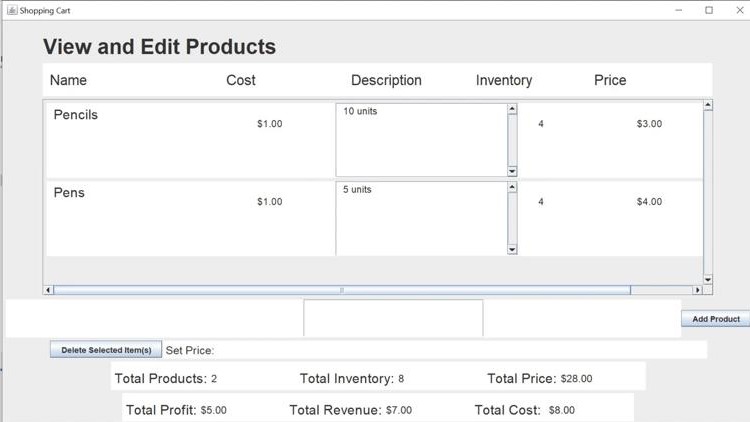 Shopping Cart
View and Edit Products
Name Cost Description Inventory Price
Pencils $1.00 10 units 4 $3.00
Pens $1.00 5 units 4 $4.00
Add Product
Delete Selected Item(s) Set Price:
Total Products: 2 Total Inventory: 8 Total Price: $28.00
Total Profit: $5.00 Total Revenue: $7.00 Total Cost: $8.00